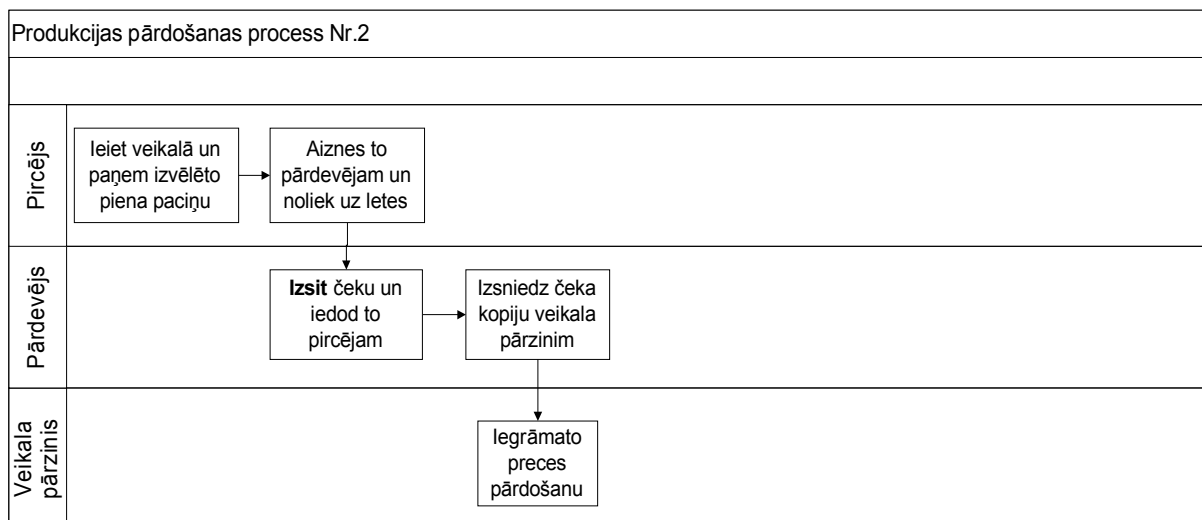 Produkcijas pārdošanas process Nr.2
Pircējs
Ieiet veikalā un
paņem izvēlēto
piena paciņu
Aiznes to
pārdevējam un
noliek uz letes
Pārdevējs
Izsit čeku un
iedod to
pircējam
Izsniedz čeka
kopiju veikala
pārzinim
Veikala
pārzinis
Iegrāmato
preces
pārdošanu